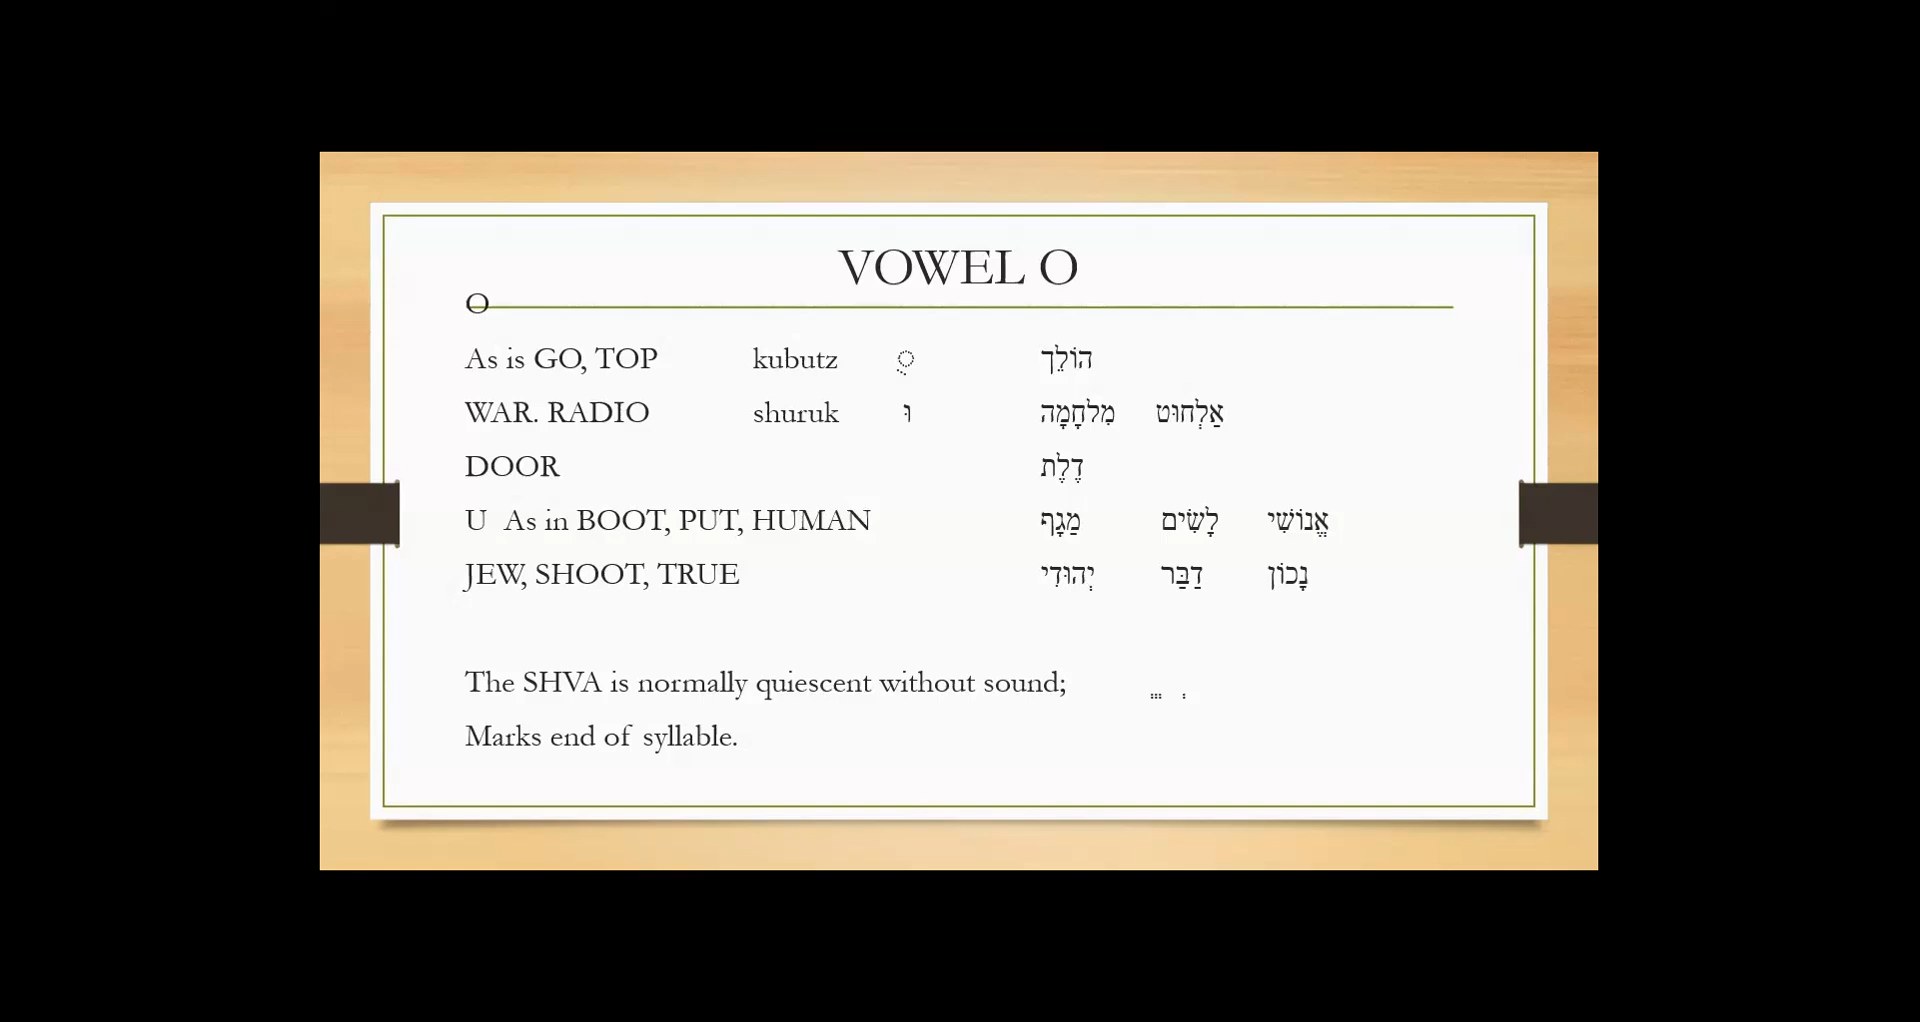 VOWEL O
O
As is GO, TOP kubutz ◌ֻ הוֹלֵך
WAR. RADIO shuruk וּ מִלחָמָה אַלְחוּט
DOOR דֶלֶת
U As in BOOT, PUT, HUMAN מַגָף לָשִׂים אֱנוֹשִׁי
JEW, SHOOT, TRUE יְהוּדִי דַבַּר נָכוֹן
The SHVA is normally quiescent without sound; ֱ ְ
Marks end of syllable.